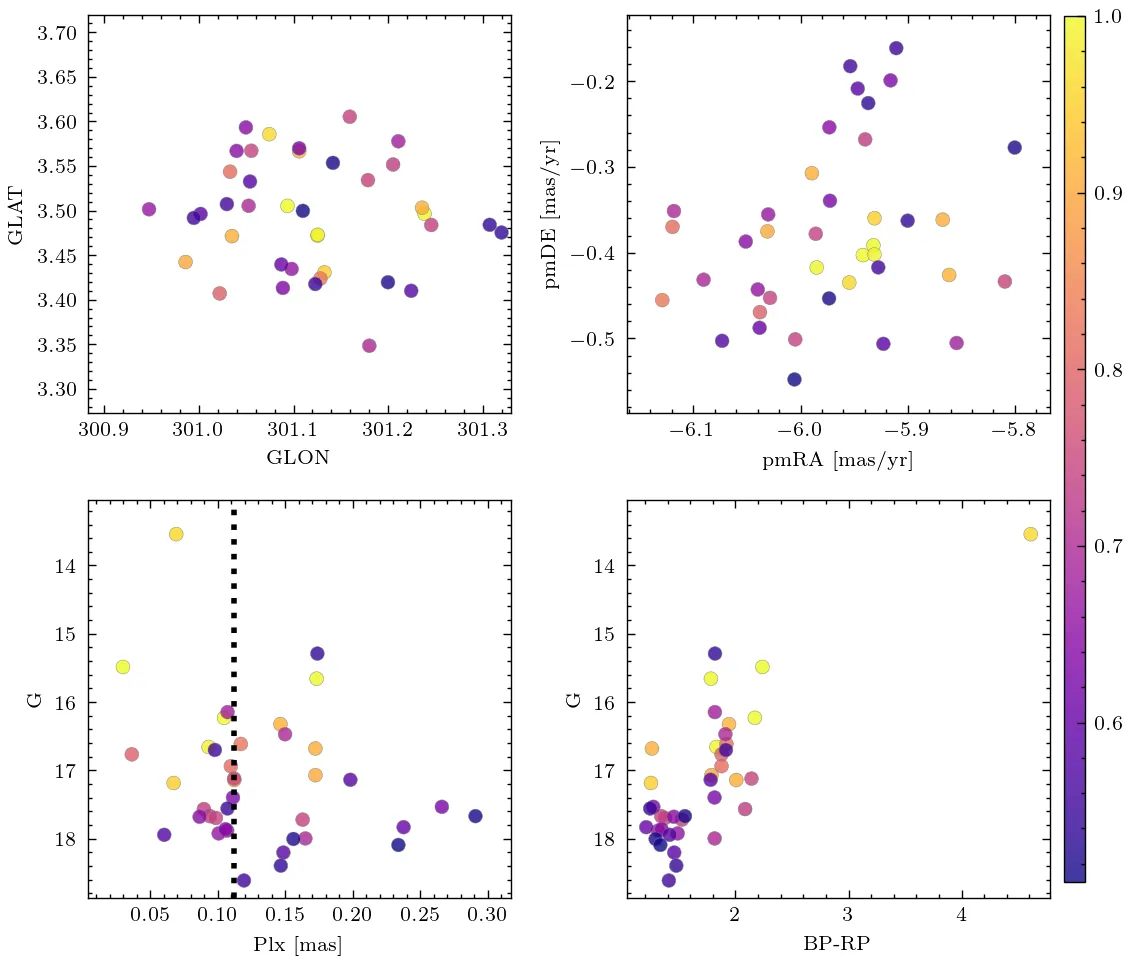 3.70
3.65
3.60
3.55
3.50
3.45
3.40
3.35
3.30
GLAT
300.9 301.0 301.1 301.2 301.3
GLON
−0.2
−0.3
−0.4
−0.5
pmDE [mas/yr]
−6.1 −6.0 −5.9 −5.8
pmRA [mas/yr]
1.0
0.9
0.8
0.7
0.6
14
15
16
17
18
G
0.05 0.10 0.15 0.20 0.25 0.30
Plx [mas]
14
15
16
17
18
G
2 3 4
BP-RP